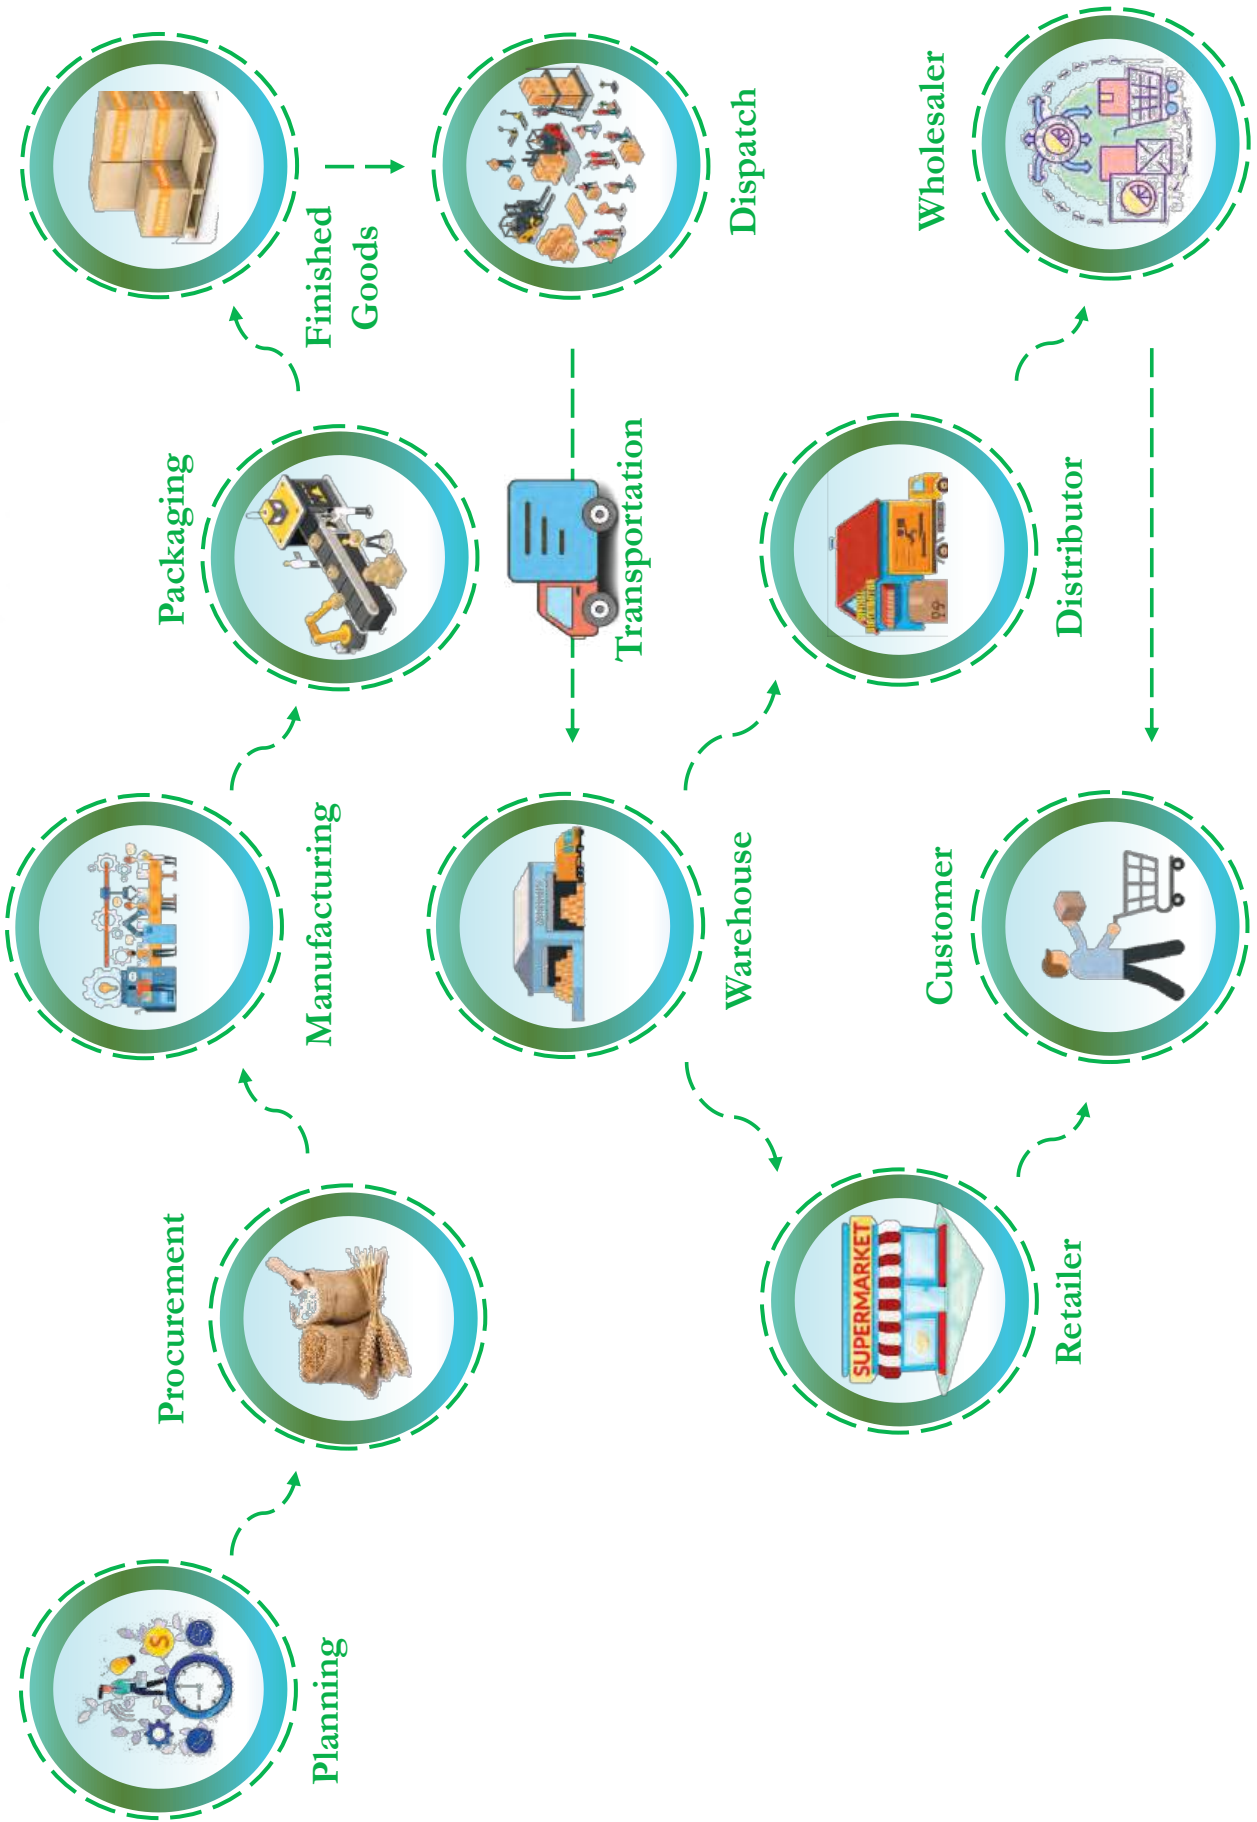 Planning
Procurement
Manufacturing
Packaging
Finished
Goods
Dispatch
Transportation
Warehouse
Retailer
SUPERMARKET
Distributor
Wholesaler
Customer